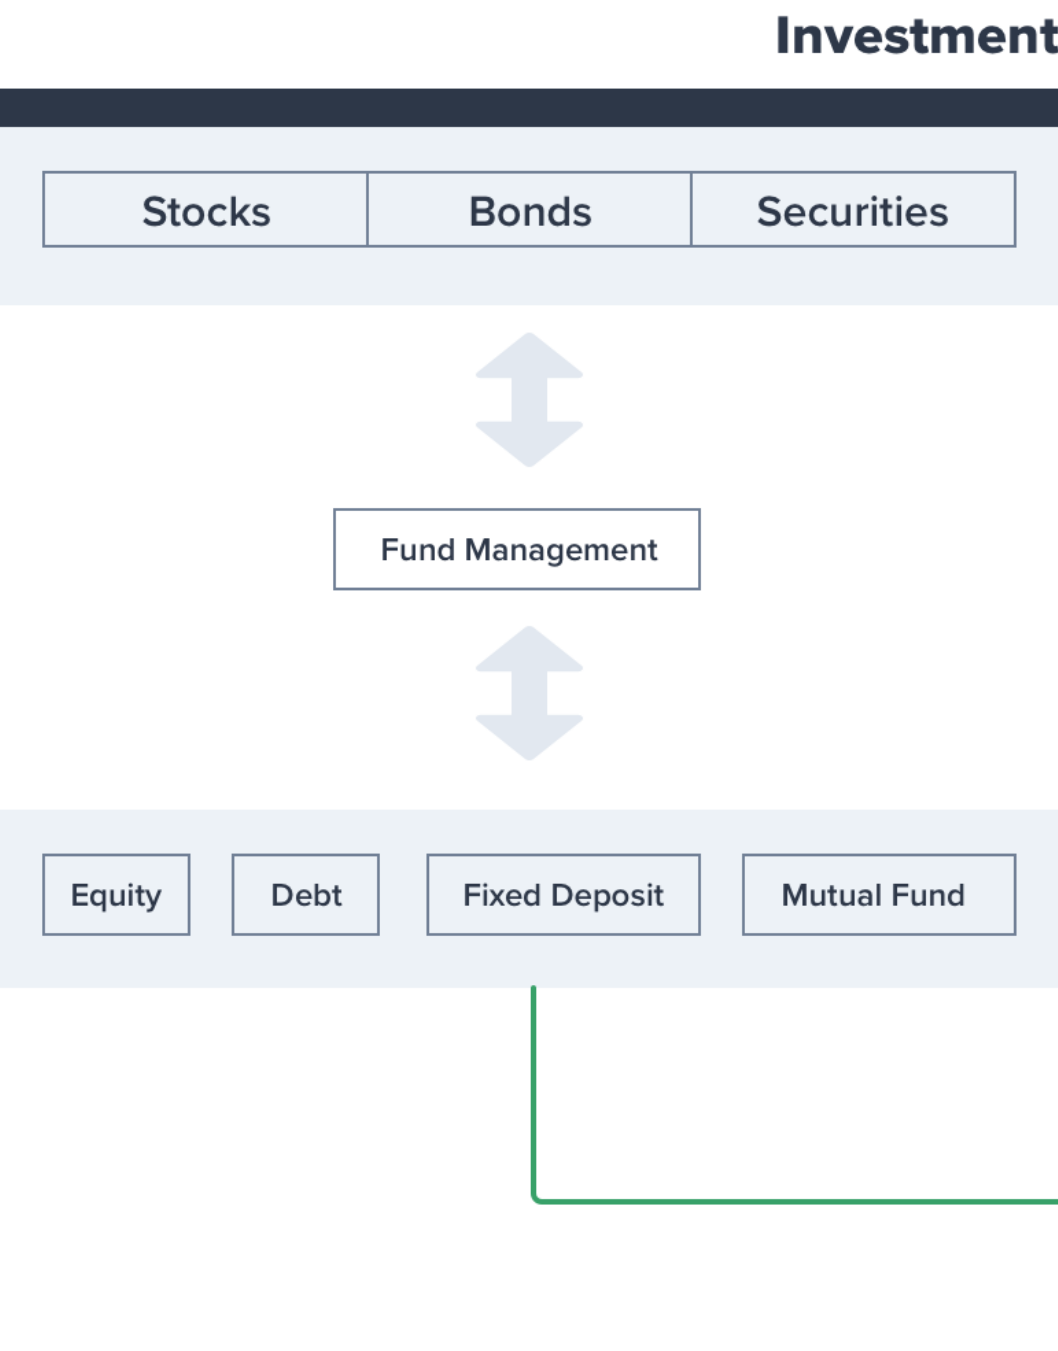 Investment
Stocks Bonds Securities
Fund Management
Equity Debt Fixed Deposit Mutual Fund